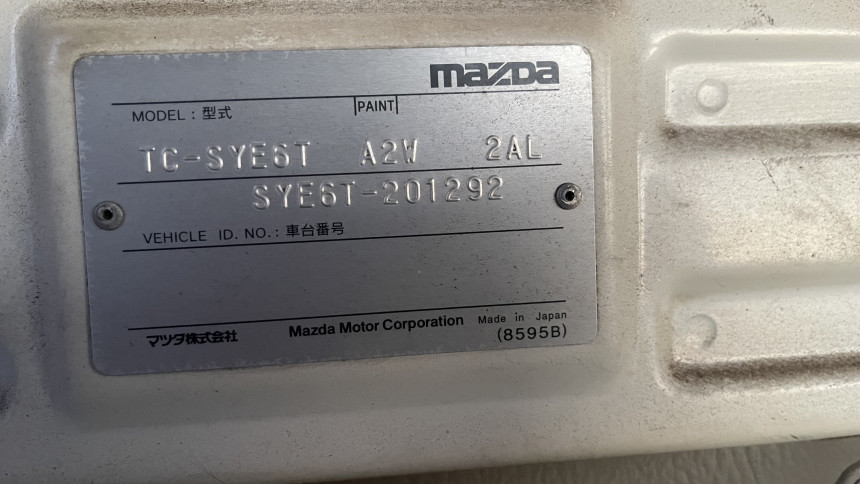 mazda
MODEL : 型式 PAINT
TC-SYE6T A2W 2AL
SYE6T-201292
VEHICLE ID. NO. : 車台番号
マツダ株式会社 Mazda Motor Corporation Made in Japan
(8595B)